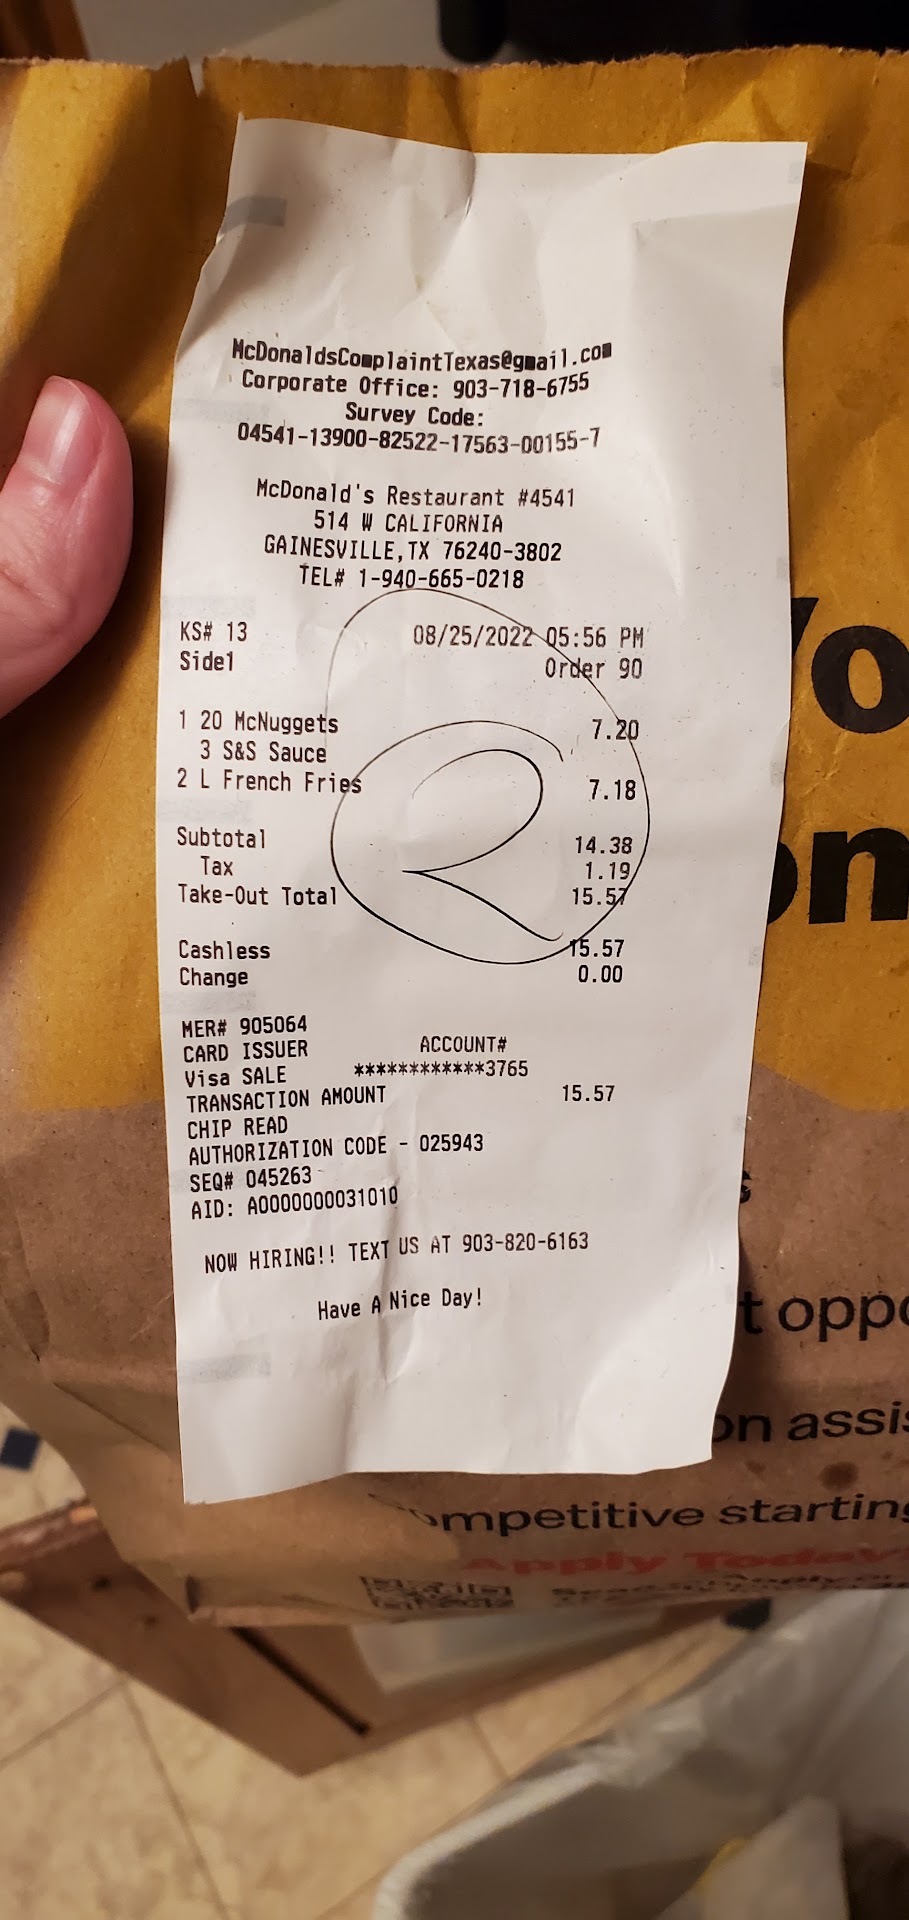 McDonaldsComplaintTexas@gmail.com
Corporate Office: 903-718-6755
Survey Code:
04541-13900-82522-17563-00155-7
McDonald's Restaurant #4541
514 W CALIFORNIA
GAINESVILLE,TX 76240-3802
TEL# 1-940-665-0218
KS# 13 08/25/2022 05:56 PM
Side1 Order 90
1 20 McNuggets 7.20
3 S&S Sauce
2 L French Fries 7.18
2
Subtotal 14.38
Tax 1.19
Take-Out Total 15.57
Cashless 15.57
Change 0.00
MER# 905064
CARD ISSUER ACCOUNT#
Visa SALE ************3765
TRANSACTION AMOUNT 15.57
CHIP READ
AUTHORIZATION CODE - 025943
SEQ# 045263
AID: A0000000031010
NOW HIRING!! TEXT US AT 903-820-6163
Have A Nice Day!
t oppo
on assis
ompetitive starting
Apply Today